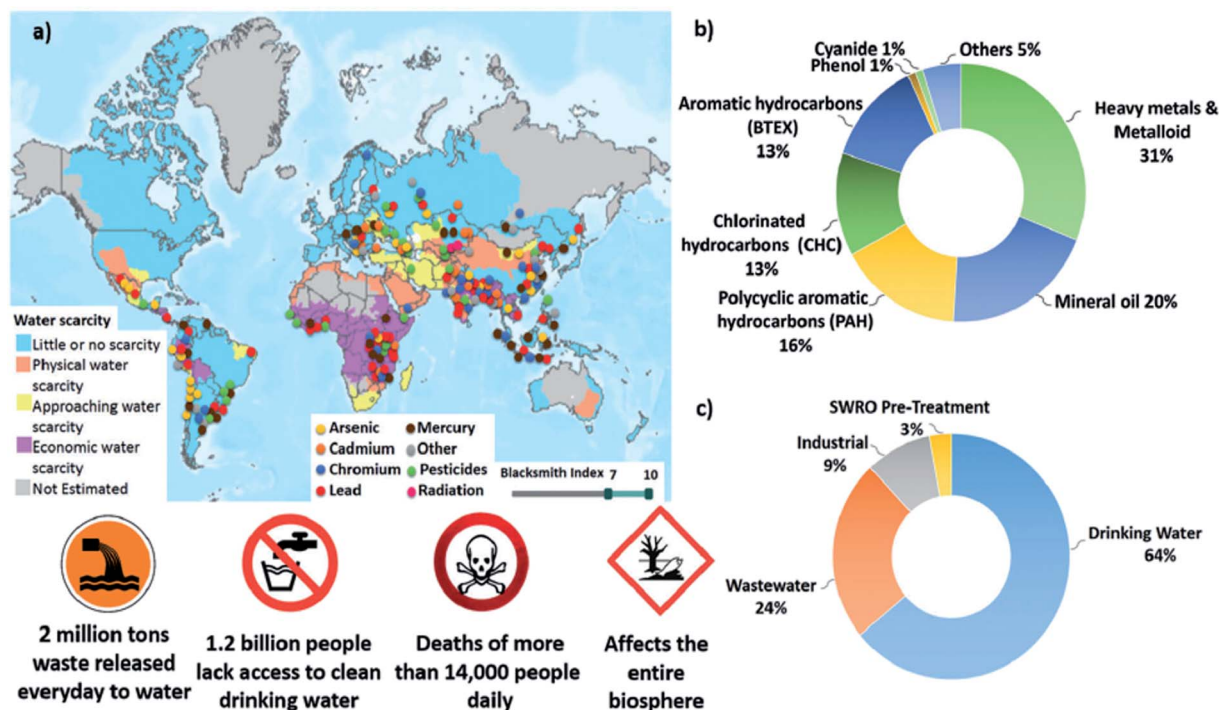 a)
Water scarcity
Little or no scarcity
Physical water
scarcity
Approaching water
scarcity
Economic water
scarcity
Not Estimated
Arsenic
Cadmium
Chromium
Lead
Mercury
Other
Pesticides
Radiation
Blacksmith Index
7
10
2 million tons
waste released
everyday to water
1.2 billion people
lack access to clean
drinking water
Deaths of more
than 14,000 people
daily
Affects the
entire
biosphere
b)
Cyanide 1%
Phenol 1%
Others 5%
Aromatic hydrocarbons
(BTEX)
13%
Heavy metals &
Metalloid
31%
Chlorinated
hydrocarbons (CHC)
13%
Polycyclic aromatic
hydrocarbons (PAH)
16%
Mineral oil 20%
c)
SWRO Pre-Treatment
3%
Industrial
9%
Drinking Water
64%
Wastewater
24%